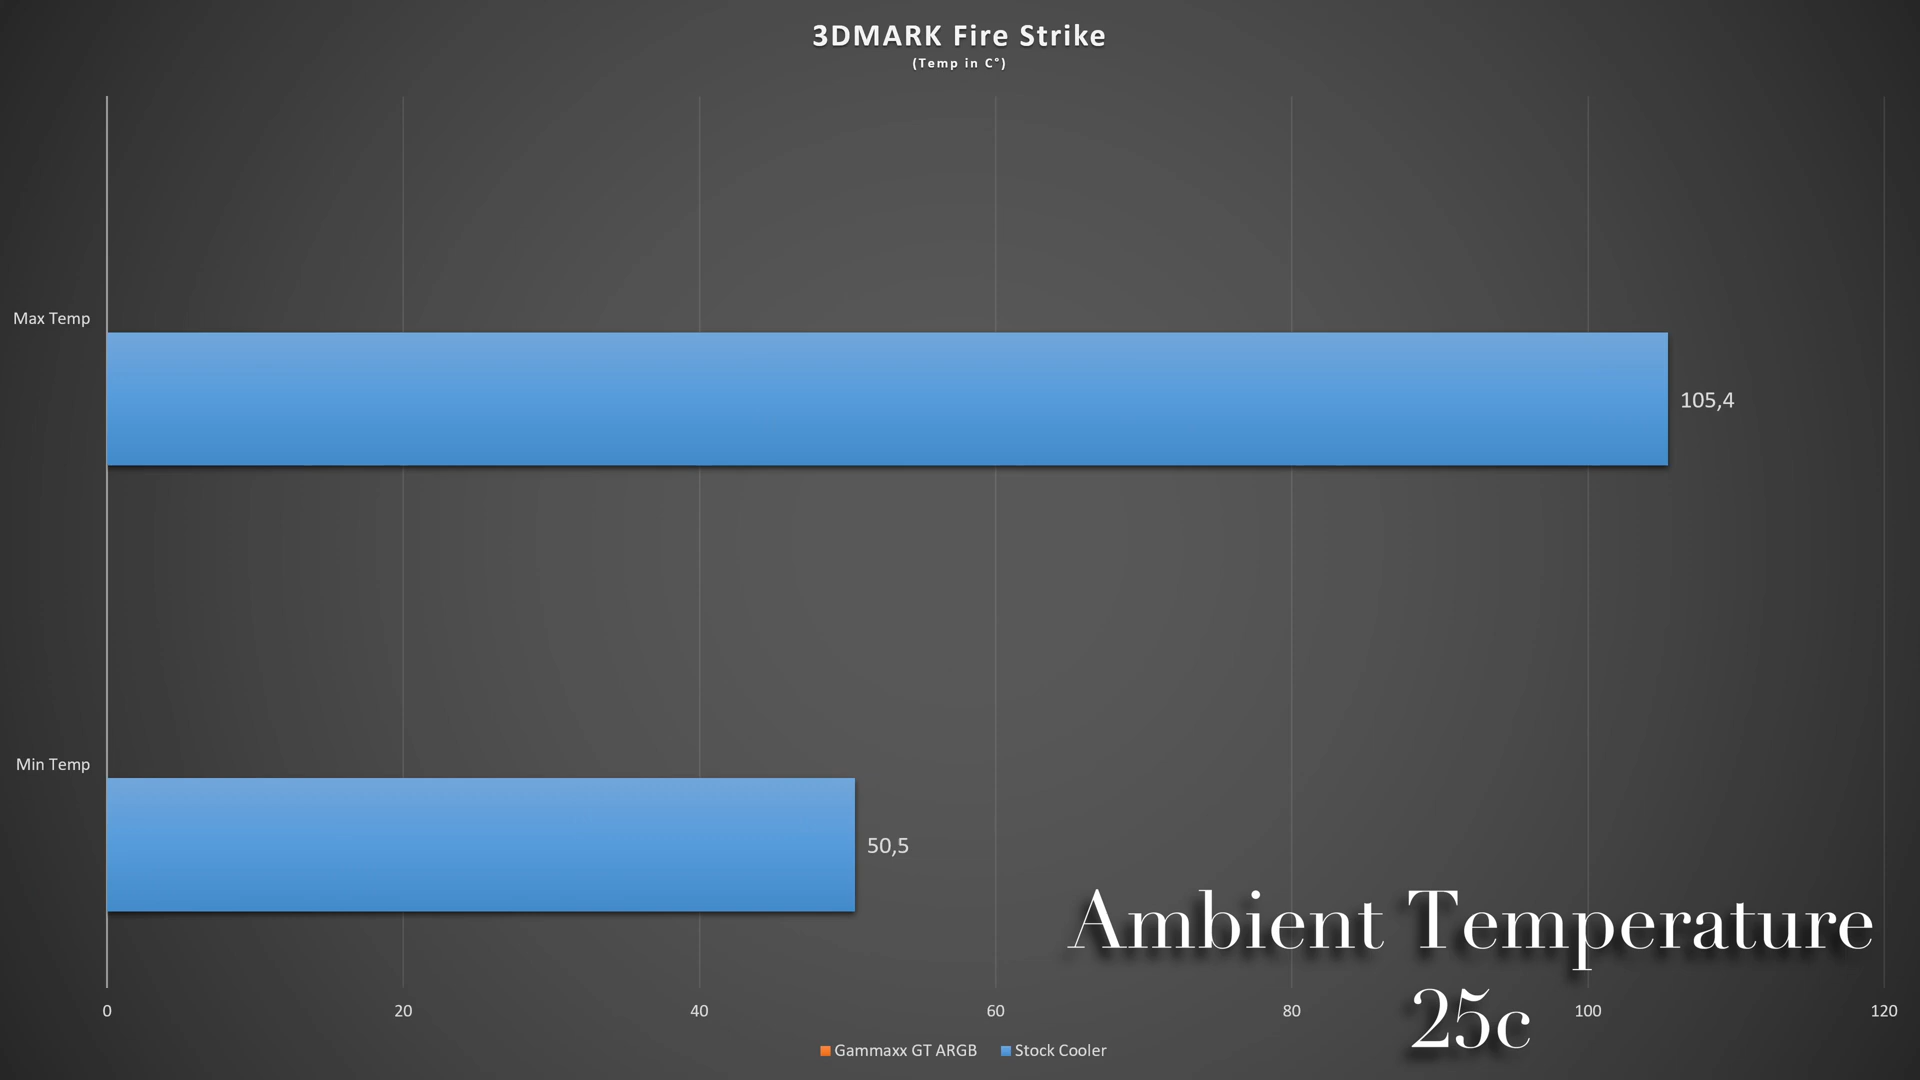 3DMARK Fire Strike
(Temp in C°)
Max Temp
105,4
Min Temp
50,5
Ambient Temperature
25c
0 20 40 60 80 100 120
Gammaxx GT ARGB Stock Cooler